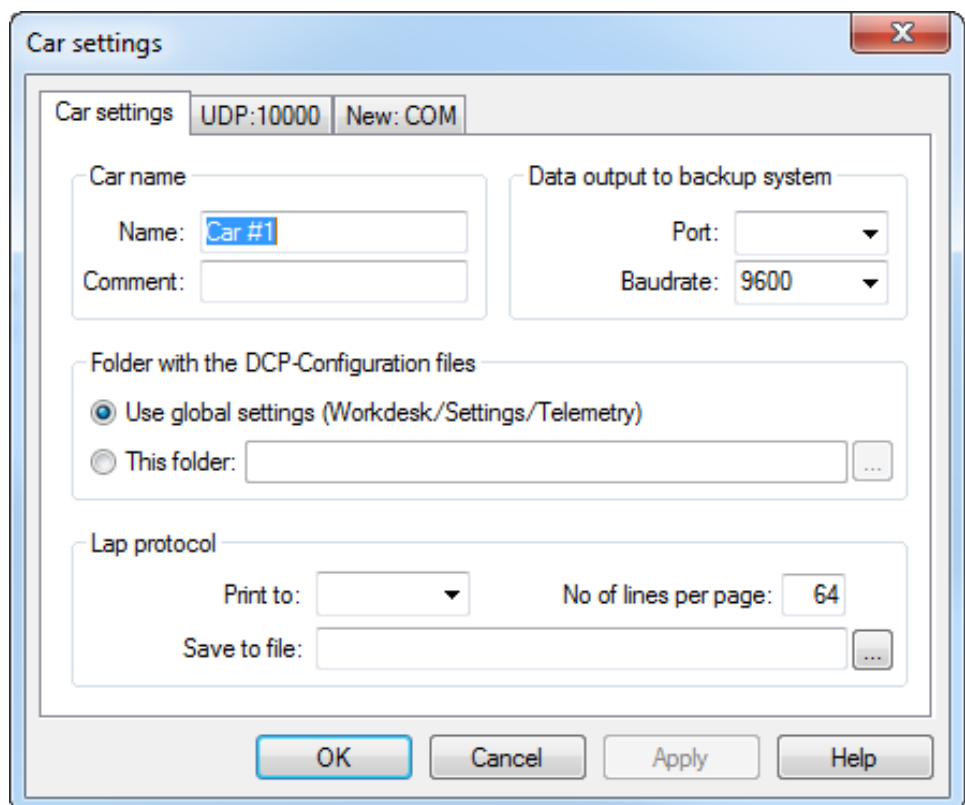 Car settings
Car settings UDP:10000 New: COM
Car name
Name: Car #1
Comment:
Data output to backup system
Port:
Baudrate: 9600
Folder with the DCP-Configuration files
Use global settings (Workdesk/Settings/Telemetry)
This folder: ...
Lap protocol
Print to: No of lines per page: 64
Save to file: ...
OK Cancel Apply Help